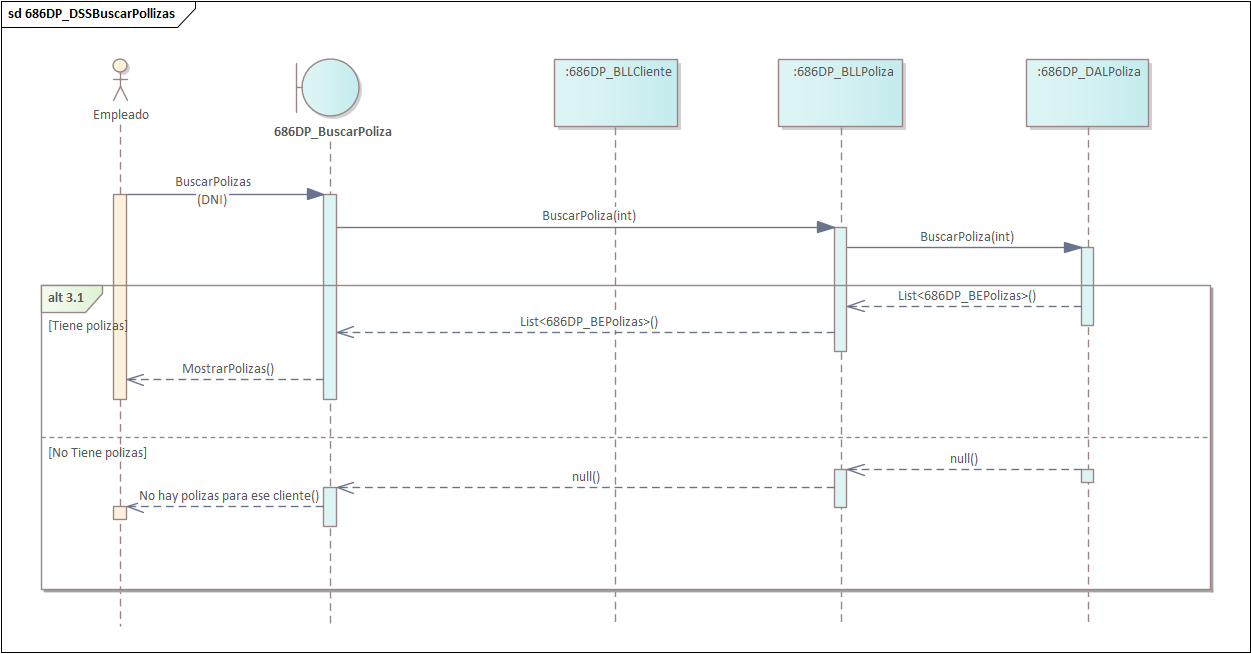 sd 686DP_DSSBuscarPollizas
Empleado
686DP_BuscarPoliza
:686DP_BLLCliente
:686DP_BLLPoliza
:686DP_DALPoliza
BuscarPolizas
(DNI)
BuscarPoliza(int)
BuscarPoliza(int)
alt 3.1
[Tiene polizas]
List<686DP_BEPolizas>()
List<686DP_BEPolizas>()
MostrarPolizas()
[No Tiene polizas]
null()
null()
No hay polizas para ese cliente()